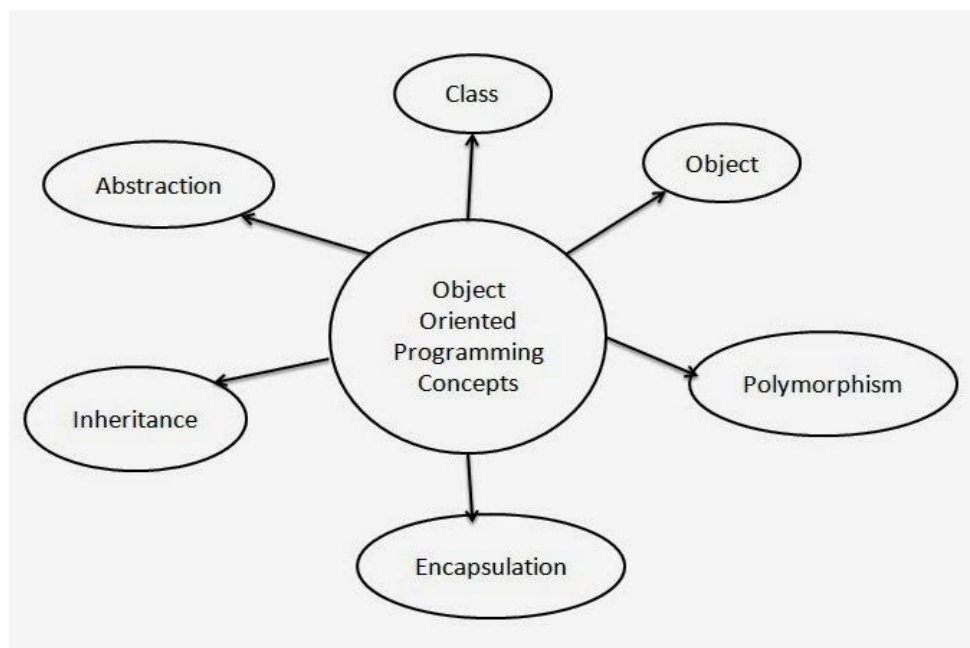 Class
Object
Abstraction
Object
Oriented
Programming
Concepts
Polymorphism
Inheritance
Encapsulation